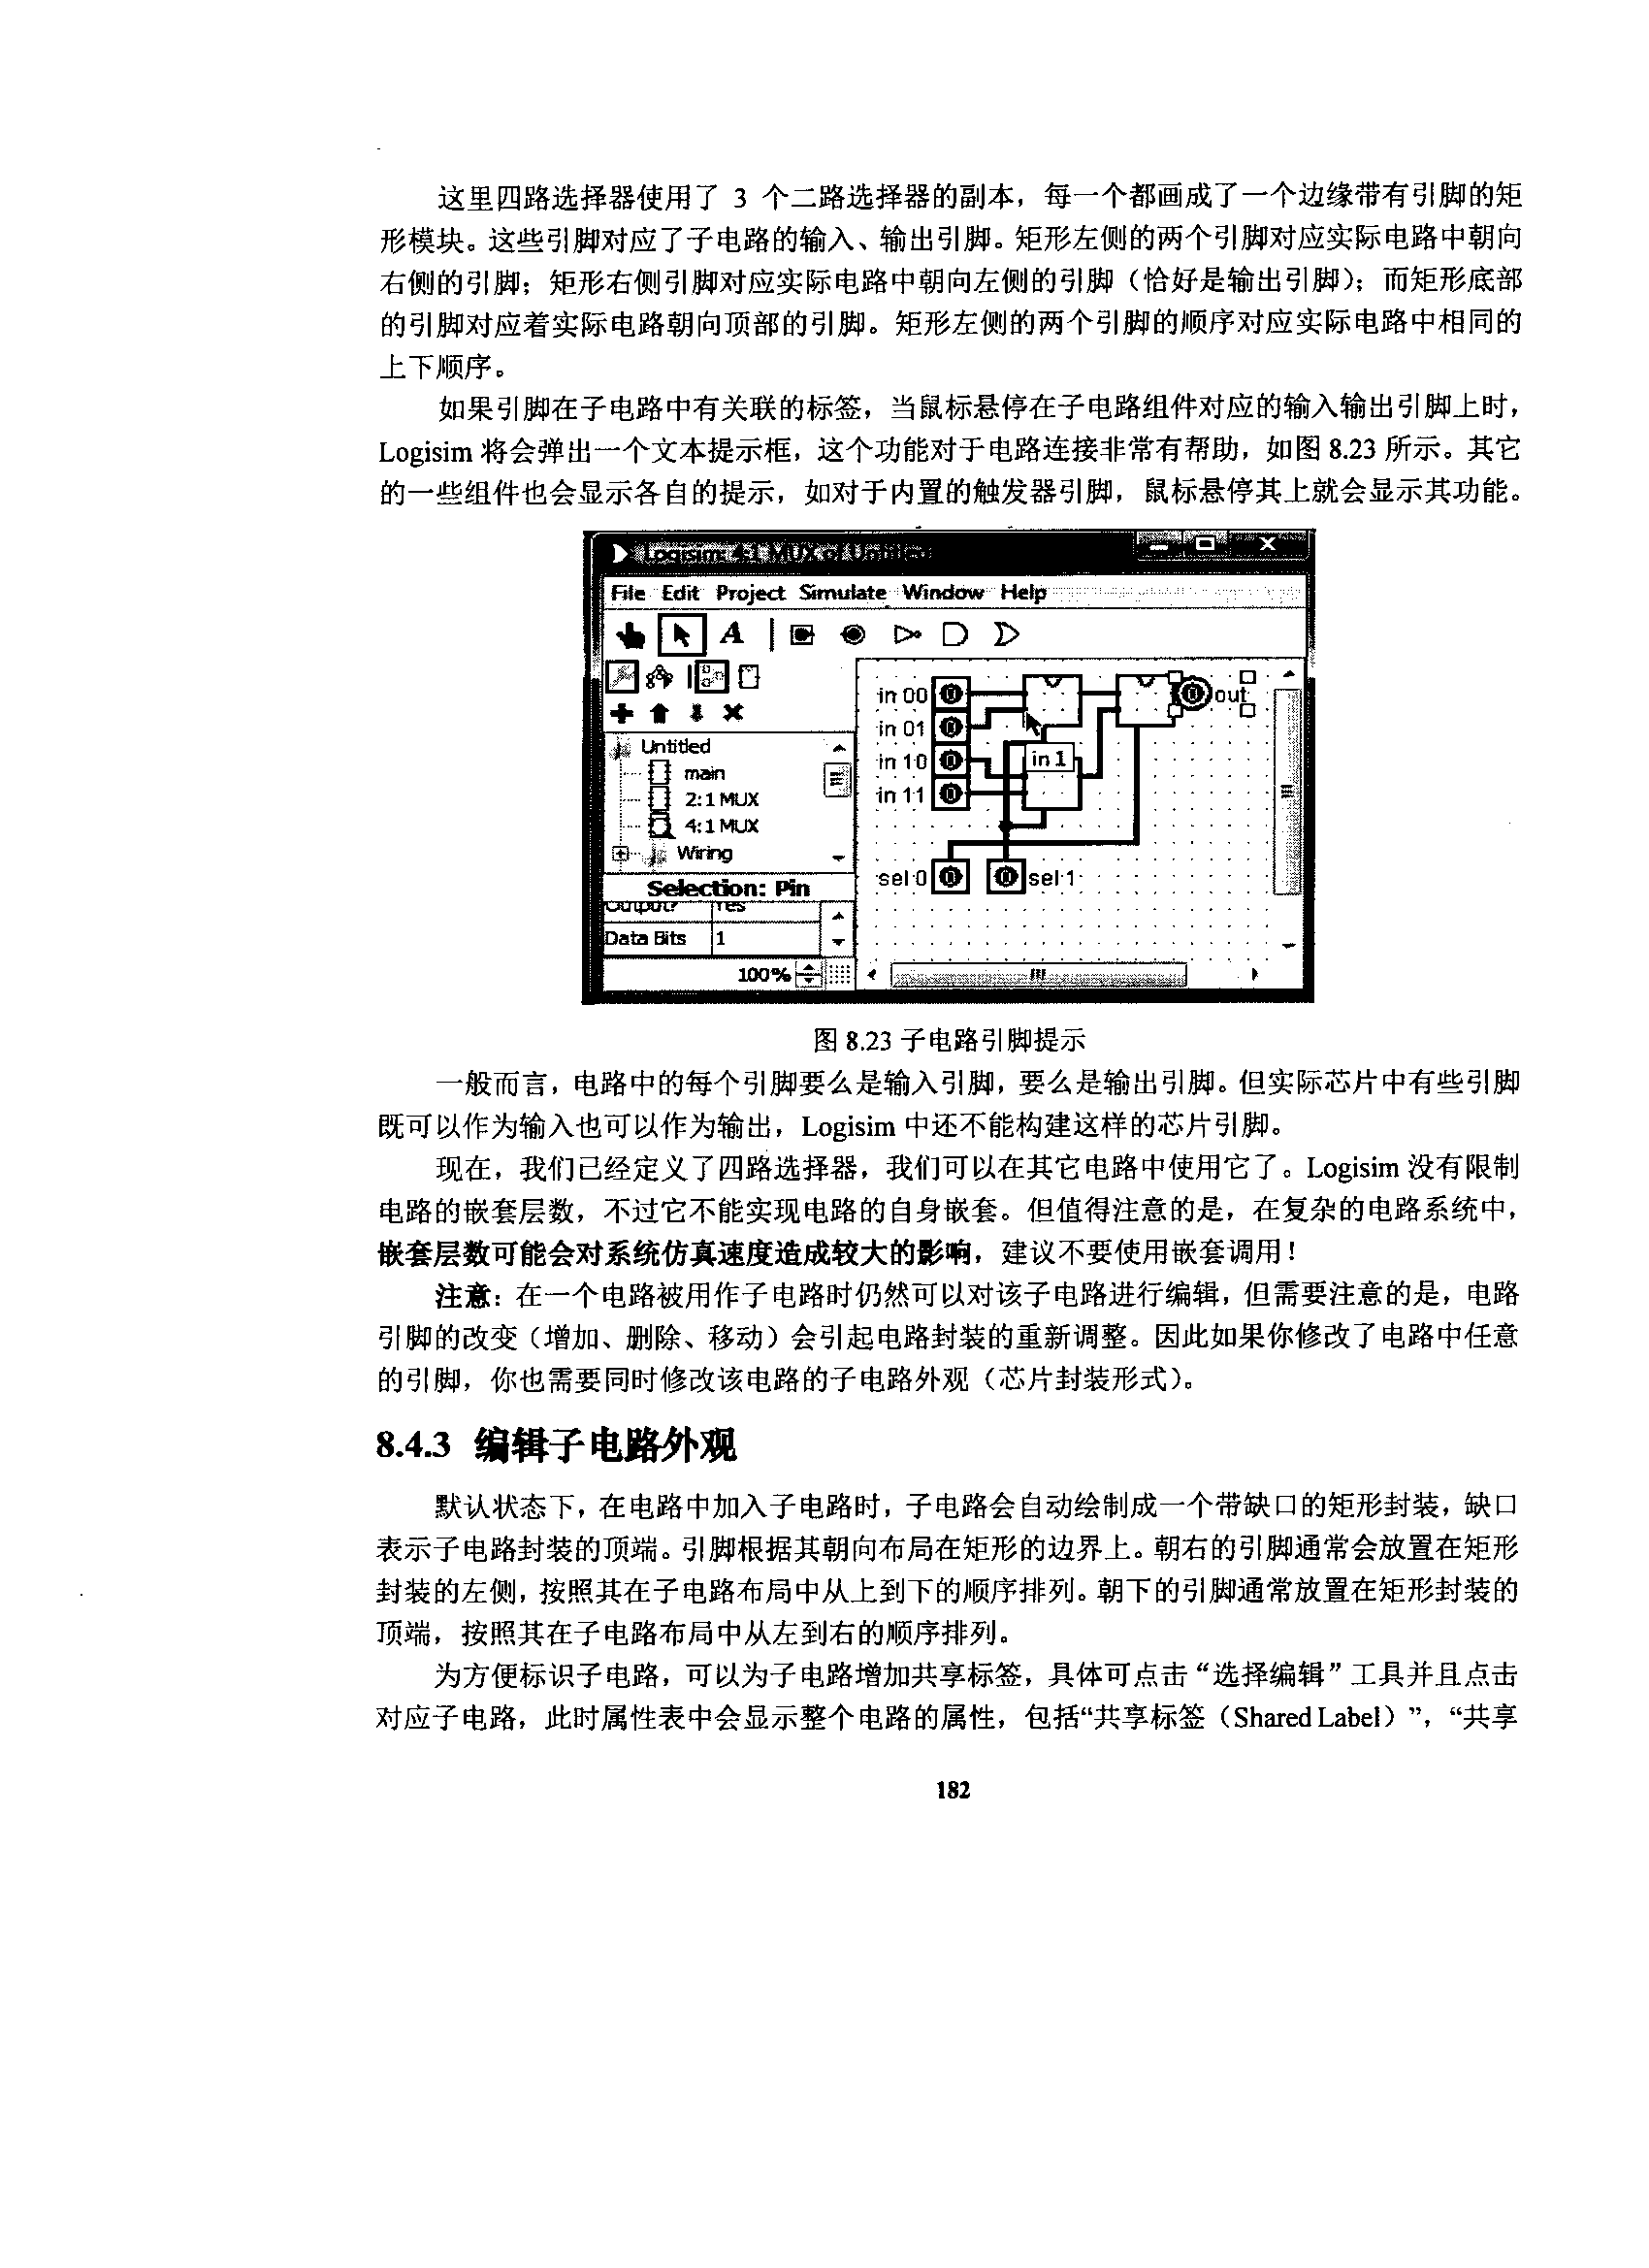 这里四路选择器使用了 3 个二路选择器的副本，每一个都画成了一个边缘带有引脚的矩
形模块。这些引脚对应了子电路的输入、输出引脚。矩形左侧的两个引脚对应实际电路中朝向
右侧的引脚；矩形右侧引脚对应实际电路中朝向左侧的引脚（恰好是输出引脚）；而矩形底部
的引脚对应着实际电路朝向顶部的引脚。矩形左侧的两个引脚的顺序对应实际电路中相同的
上下顺序。
如果引脚在子电路中有关联的标签，当鼠标悬停在子电路组件对应的输入输出引脚上时，
Logisim 将会弹出一个文本提示框，这个功能对于电路连接非常有帮助，如图 8.23 所示。其它
的一些组件也会显示各自的提示，如对于内置的触发器引脚，鼠标悬停其上就会显示其功能。
Logisim: 4:1 MUX of Untitled
File Edit Project Simulate Window Help
A
in 00
out
in 01
Untitled
in 10
in 1
main
2:1 MUX
in 11
4:1 MUX
Wiring
sel 0
sel 1
Selection: Pin
Output? Yes
Data Bits 1
100%
图 8.23 子电路引脚提示
一般而言，电路中的每个引脚要么是输入引脚，要么是输出引脚。但实际芯片中有些引脚
既可以作为输入也可以作为输出，Logisim 中还不能构建这样的芯片引脚。
现在，我们已经定义了四路选择器，我们可以在其它电路中使用它了。Logisim 没有限制
电路的嵌套层数，不过它不能实现电路的自身嵌套。但值得注意的是，在复杂的电路系统中，
嵌套层数可能会对系统仿真速度造成较大的影响，建议不要使用嵌套调用！
注意：在一个电路被用作子电路时仍然可以对该子电路进行编辑，但需要注意的是，电路
引脚的改变（增加、删除、移动）会引起电路封装的重新调整。因此如果你修改了电路中任意
的引脚，你也需要同时修改该电路的子电路外观（芯片封装形式）。
8.4.3 编辑子电路外观
默认状态下，在电路中加入子电路时，子电路会自动绘制成一个带缺口的矩形封装，缺口
表示子电路封装的顶端。引脚根据其朝向布局在矩形的边界上。朝右的引脚通常会放置在矩形
封装的左侧，按照其在子电路布局中从上到下的顺序排列。朝下的引脚通常放置在矩形封装的
顶端，按照其在子电路布局中从左到右的顺序排列。
为方便标识子电路，可以为子电路增加共享标签，具体可点击“选择编辑”工具并且点击
对应子电路，此时属性表中会显示整个电路的属性，包括“共享标签（Shared Label）”，“共享
182